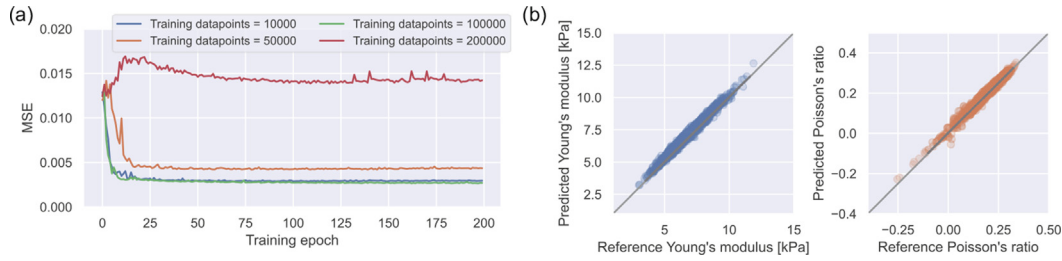 (a)
0.020
0.015
0.010
0.005
0.000
MSE
Training datapoints = 10000
Training datapoints = 50000
Training datapoints = 100000
Training datapoints = 200000
0 25 50 75 100 125 150 175 200
Training epoch
(b)
Predicted Young's modulus [kPa]
15.0
12.5
10.0
7.5
5.0
2.5
5 10 15
Reference Young's modulus [kPa]
Predicted Poisson's ratio
0.4
0.2
0.0
−0.2
−0.4
−0.25 0.00 0.25 0.50
Reference Poisson's ratio